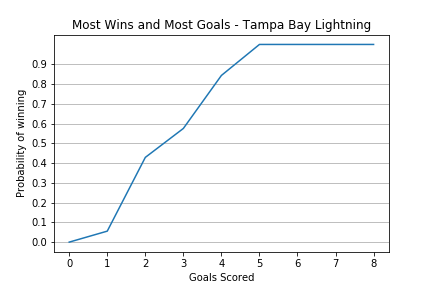 Most Wins and Most Goals - Tampa Bay Lightning
Probability of winning
0.9
0.8
0.7
0.6
0.5
0.4
0.3
0.2
0.1
0.0
0 1 2 3 4 5 6 7 8
Goals Scored